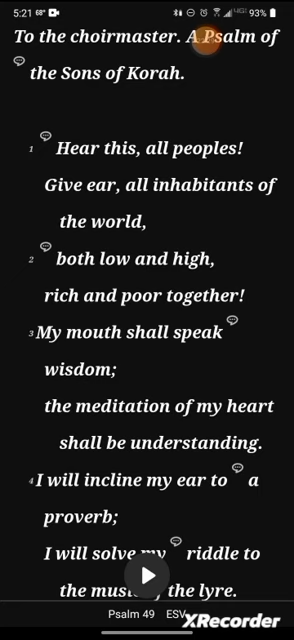 5:21 68° 93%
To the choirmaster. A Psalm of
the Sons of Korah.
1 Hear this, all peoples!
Give ear, all inhabitants of
the world,
2 both low and high,
rich and poor together!
3 My mouth shall speak
wisdom;
the meditation of my heart
shall be understanding.
4 I will incline my ear to a
proverb;
I will solve my riddle to
the music of the lyre.
Psalm 49 ESV
XRecorder